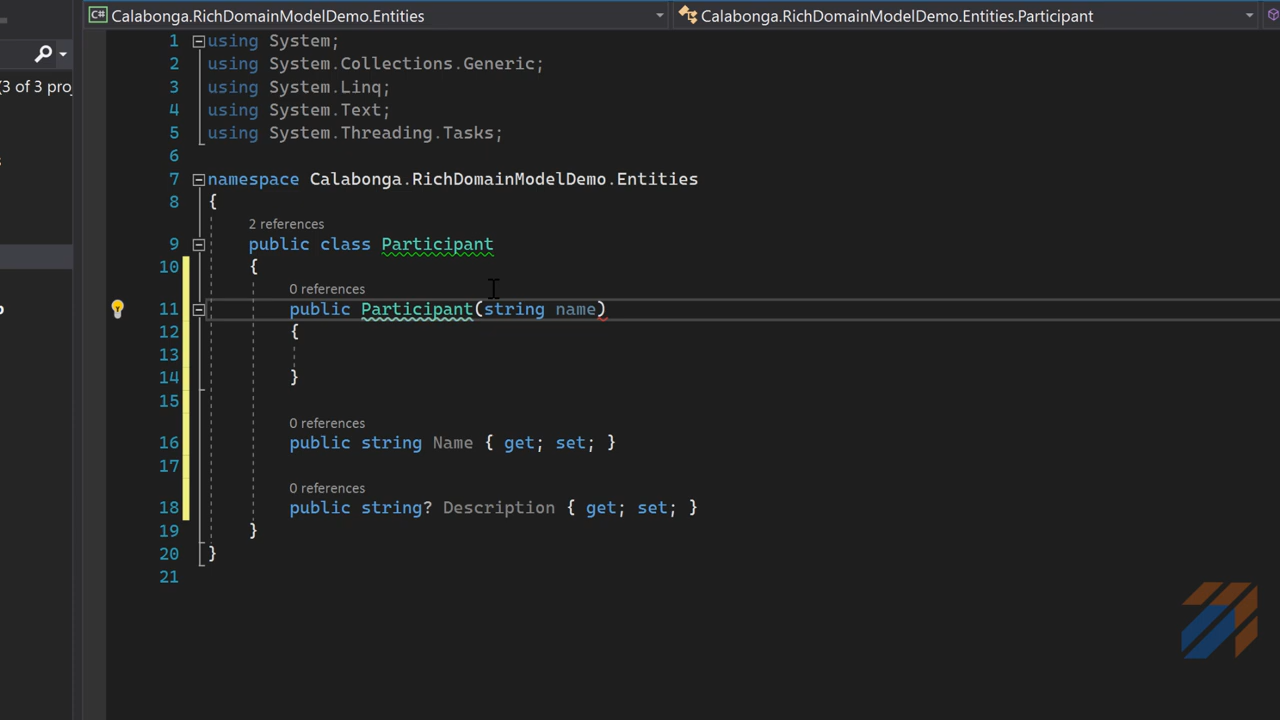 Calabonga.RichDomainModelDemo.Entities
Calabonga.RichDomainModelDemo.Entities.Participant
(3 of 3 pro
1 using System;
2 using System.Collections.Generic;
3 using System.Linq;
4 using System.Text;
5 using System.Threading.Tasks;
6
7 namespace Calabonga.RichDomainModelDemo.Entities
8 {
2 references
9 public class Participant
10 {
0 references
11 public Participant(string name)
12 {
13
14 }
15
0 references
16 public string Name { get; set; }
17
0 references
18 public string? Description { get; set; }
19 }
20 }
21